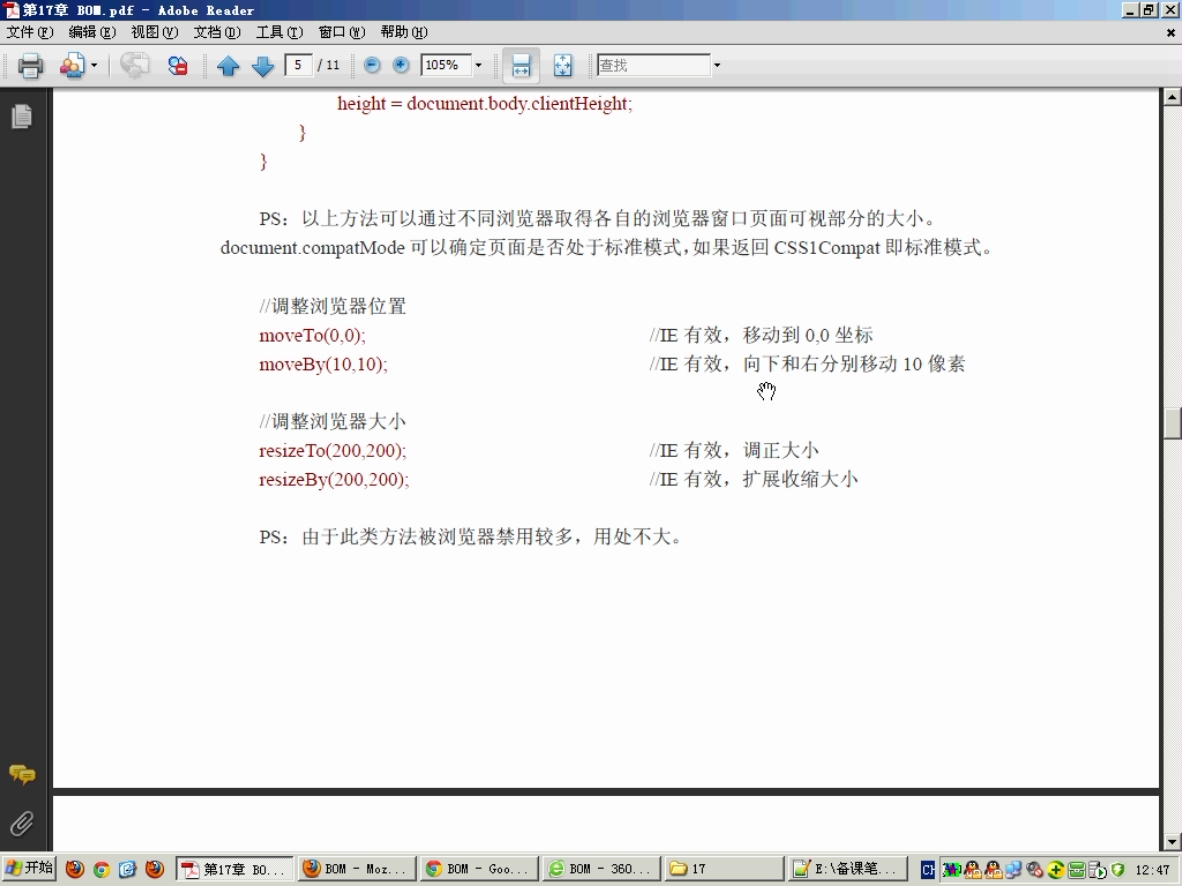 第17章 BOM.pdf - Adobe Reader
文件(F) 编辑(E) 视图(V) 文档(D) 工具(T) 窗口(W) 帮助(H)
5 / 11 105% 查找
height = document.body.clientHeight;
}
}
PS：以上方法可以通过不同浏览器取得各自的浏览器窗口页面可视部分的大小。
document.compatMode 可以确定页面是否处于标准模式，如果返回 CSS1Compat 即标准模式。
//调整浏览器位置
moveTo(0,0); //IE 有效，移动到 0,0 坐标
moveBy(10,10); //IE 有效，向下和右分别移动 10 像素
//调整浏览器大小
resizeTo(200,200); //IE 有效，调正大小
resizeBy(200,200); //IE 有效，扩展收缩大小
PS：由于此类方法被浏览器禁用较多，用处不大。
开始 第17章 BO... BOM - Moz... BOM - Goo... BOM - 360... 17 E:\备课笔... CH 12:47